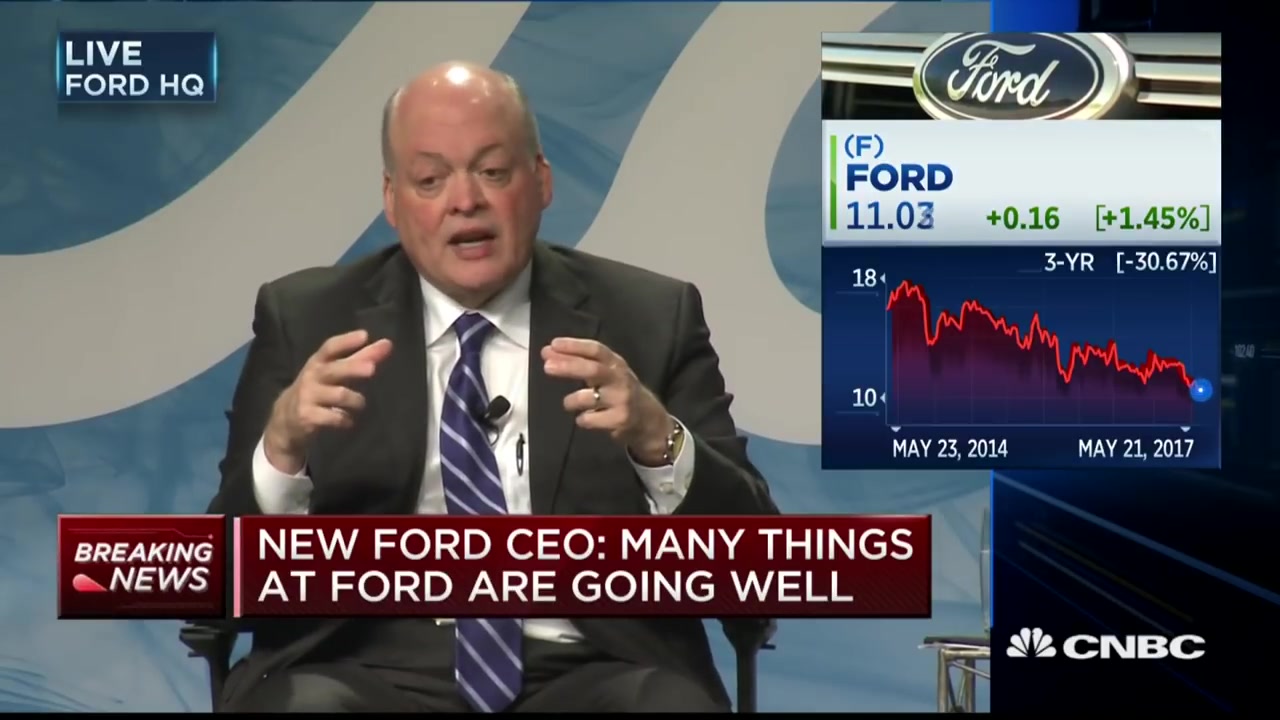 LIVE
FORD HQ
Ford
(F)
FORD
11.03
+0.16 [+1.45%]
3-YR [-30.67%]
18
10
MAY 23, 2014 MAY 21, 2017
BREAKING
NEWS
NEW FORD CEO: MANY THINGS
AT FORD ARE GOING WELL
CNBC